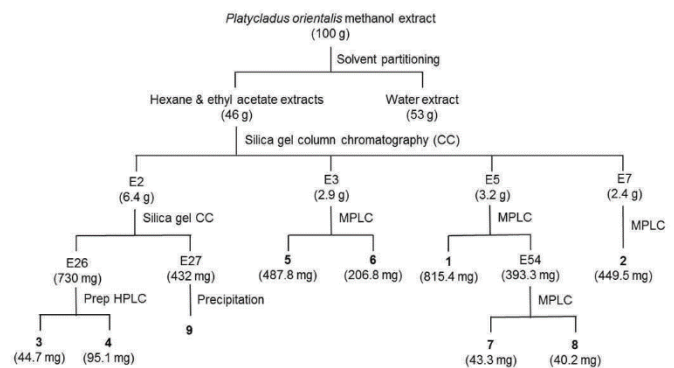 Platycladus orientalis methanol extract
(100 g)
Solvent partitioning
Hexane & ethyl acetate extracts
(46 g)
Water extract
(53 g)
Silica gel column chromatography (CC)
E2
(6.4 g)
E3
(2.9 g)
E5
(3.2 g)
E7
(2.4 g)
Silica gel CC
MPLC
MPLC
MPLC
E26
(730 mg)
E27
(432 mg)
5
(487.8 mg)
6
(206.8 mg)
1
(815.4 mg)
E54
(393.3 mg)
2
(449.5 mg)
Prep HPLC
Precipitation
MPLC
3
(44.7 mg)
4
(95.1 mg)
9
7
(43.3 mg)
8
(40.2 mg)